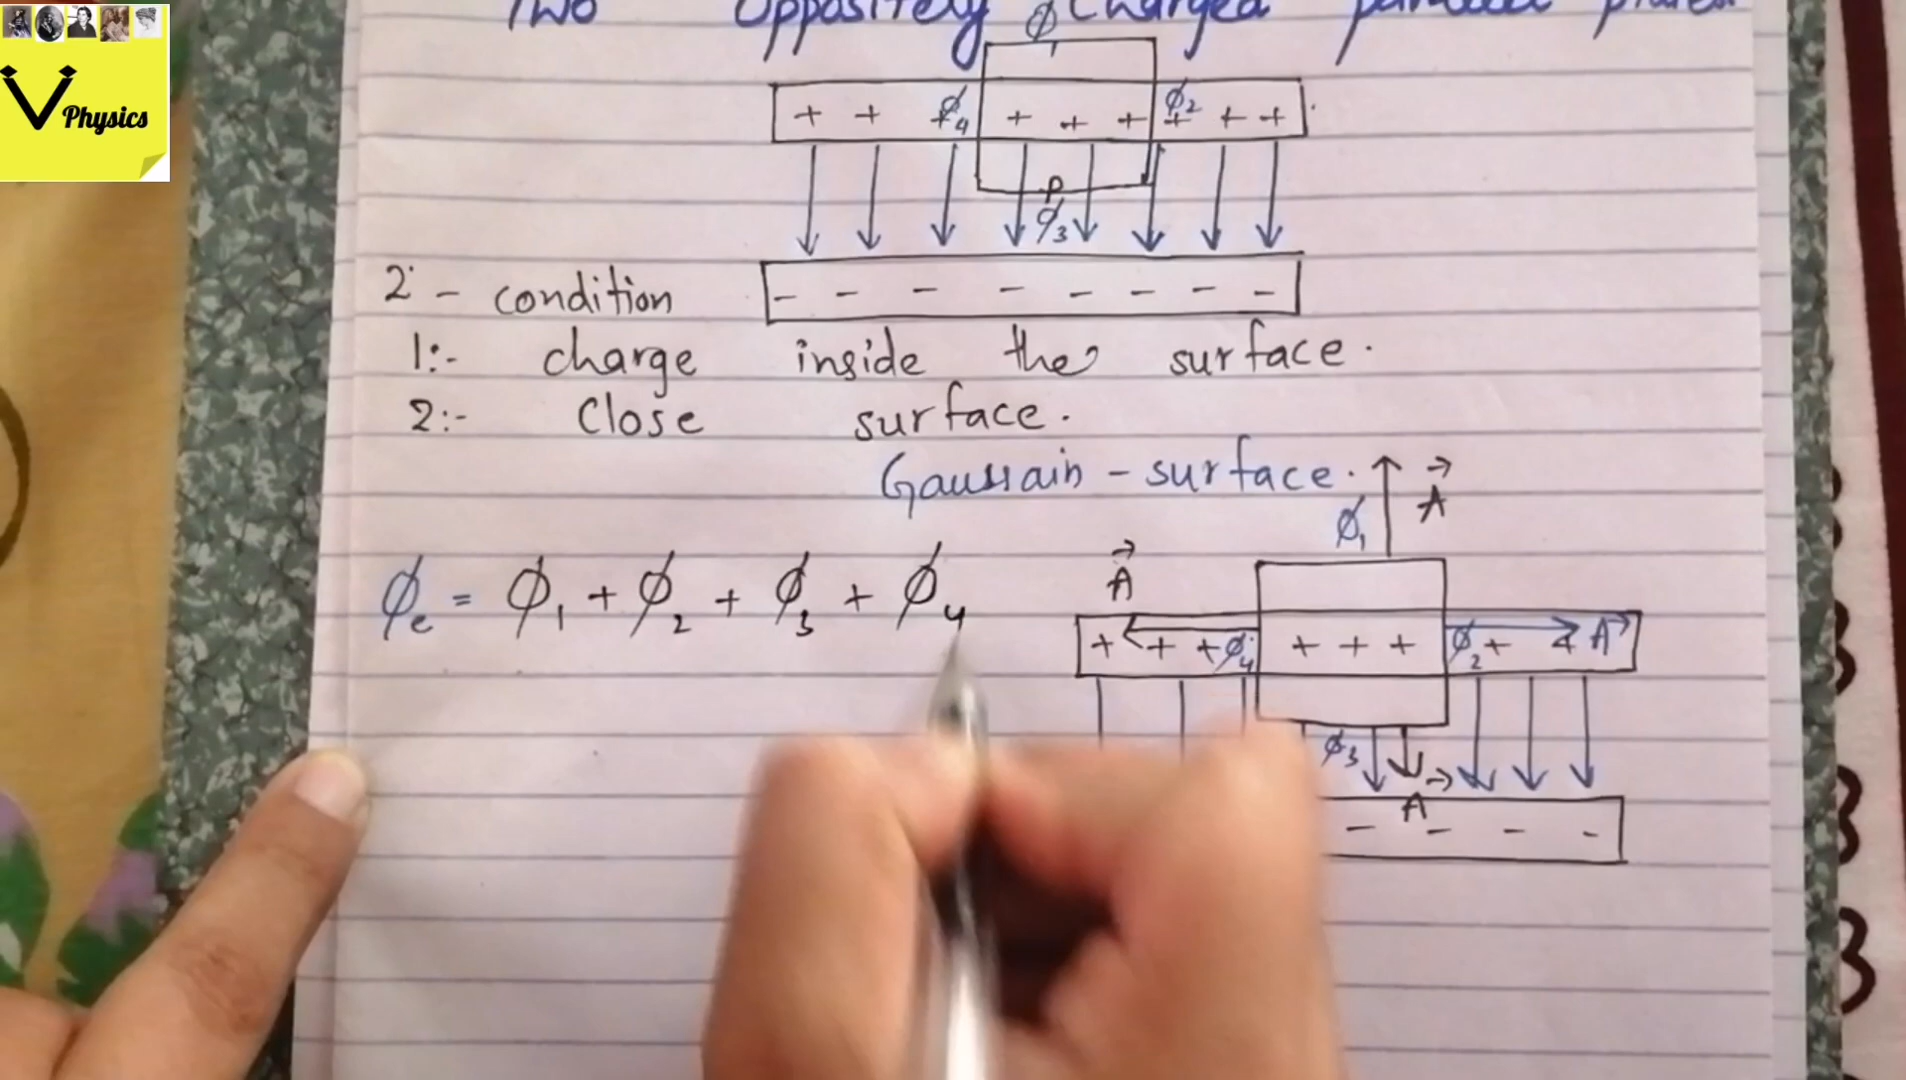 V Physics
Two Oppositely Charged parallel plates
φ1
+ + φ4 + + + φ2 + + +
P
φ3
2 - condition
- - - - - - - -
1:- charge inside the surface.
2:- Close surface.
Gaussain - surface.
φ1 A
A
φe = φ1 + φ2 + φ3 + φ4
+ + + φ4 + + + φ2 + A
φ3
A
- - - -